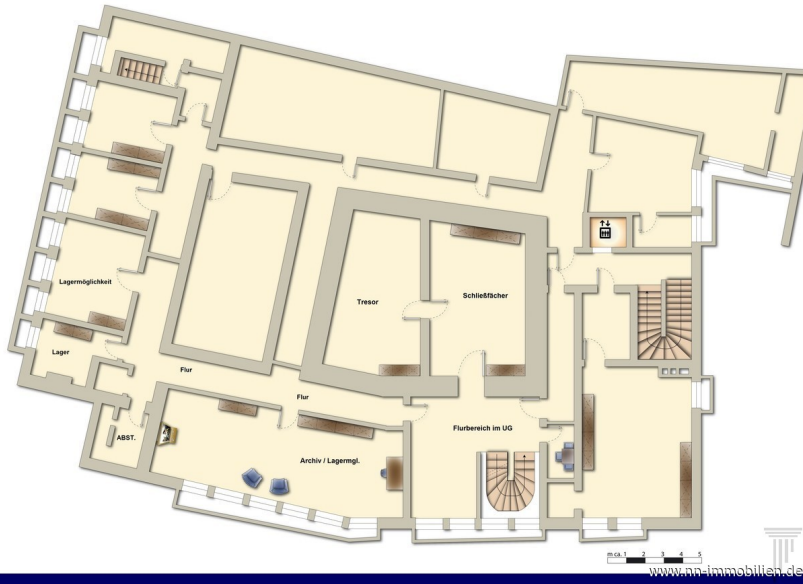 Lagermöglichkeit
Tresor
Schließfächer
Lager
Flur
Flur
Flurbereich im UG
ABST.
Archiv / Lagermgl.
m ca. 1 2 3 4 5
www.nn-immobilien.de